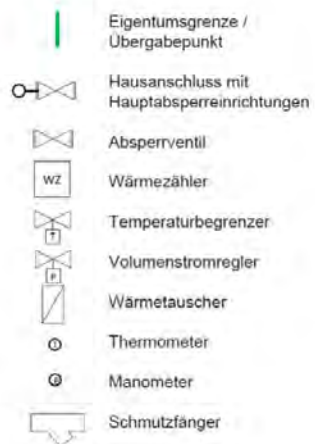 Eigentumsgrenze /
Übergabepunkt
Hausanschluss mit
Hauptabsperreinrichtungen
Absperrventil
WZ Wärmezähler
T Temperaturbegrenzer
P Volumenstromregler
Wärmetauscher
Thermometer
Manometer
Schmutzfänger